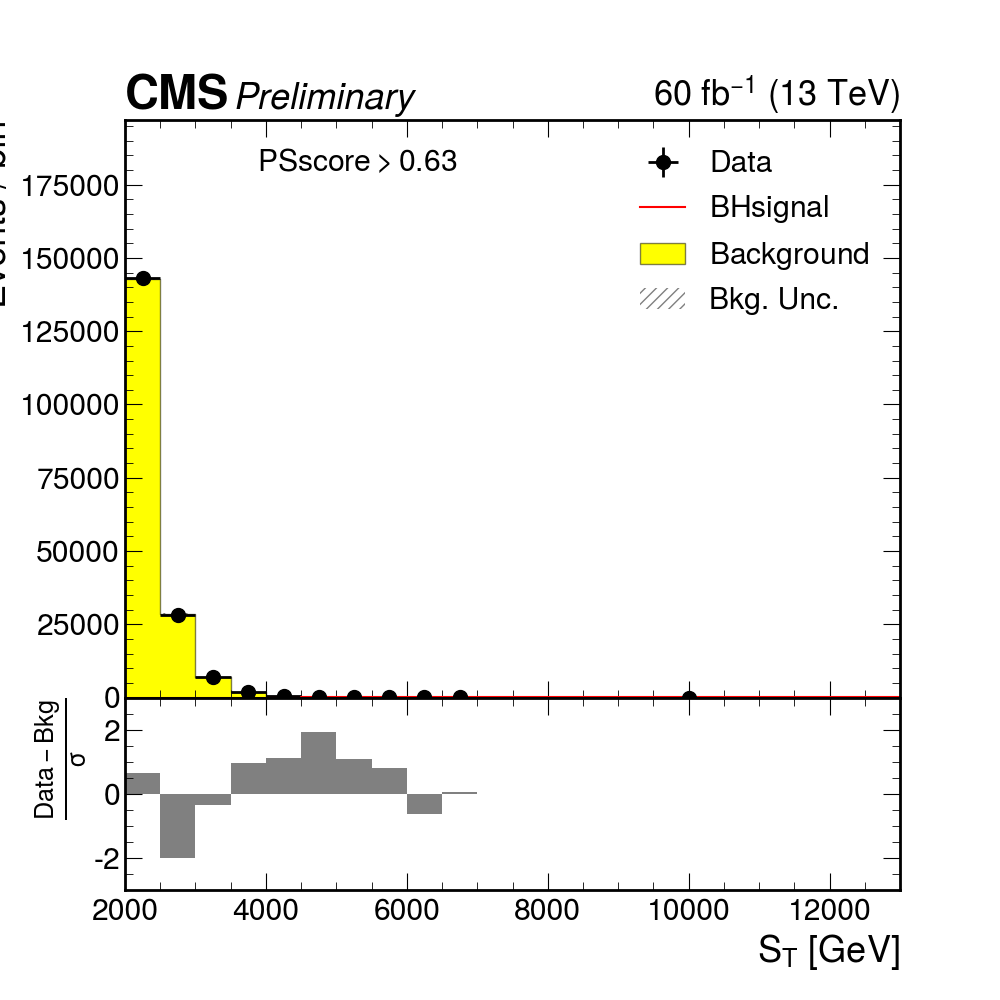 CMS Preliminary
60 fb⁻¹ (13 TeV)
PSscore > 0.63
Data
BHsignal
Background
Bkg. Unc.
175000
150000
125000
100000
75000
50000
25000
0
Data − Bkg
σ
2
0
-2
2000 4000 6000 8000 10000 12000
S_T [GeV]